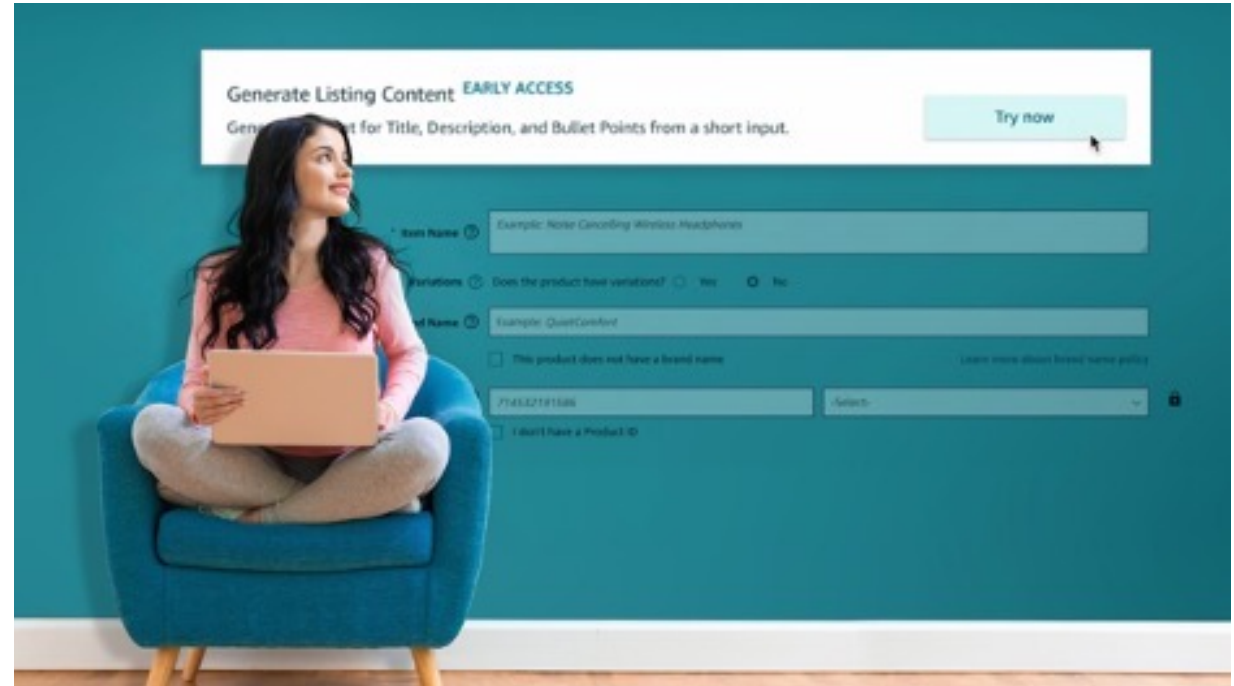 Generate Listing Content EARLY ACCESS
for Title, Description, and Bullet Points from a short input.
Try now
* Item Name ?
Example: Noise Cancelling Wireless Headphones
Variations ? Does the product have variations? Yes No
Name ?
Example: QuietComfort
This product does not have a brand name
Learn more about brand name policy
714532191586
-Select-
I don't have a Product ID